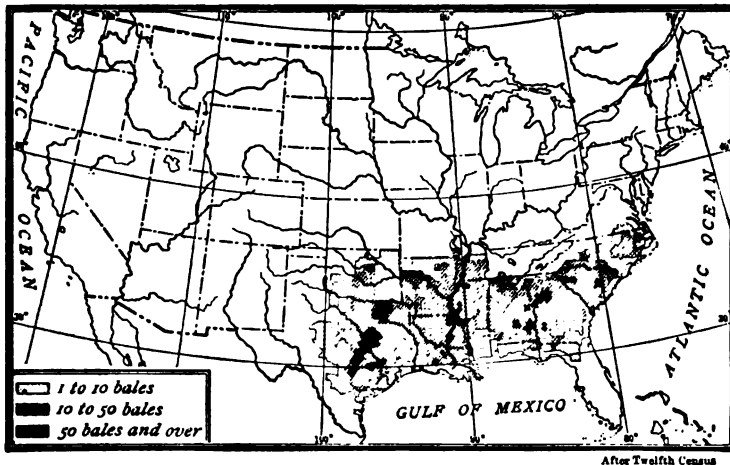 PACIFIC
OCEAN
ATLANTIC OCEAN
GULF OF MEXICO
1 to 10 bales
10 to 50 bales
50 bales and over
After Twelfth Census